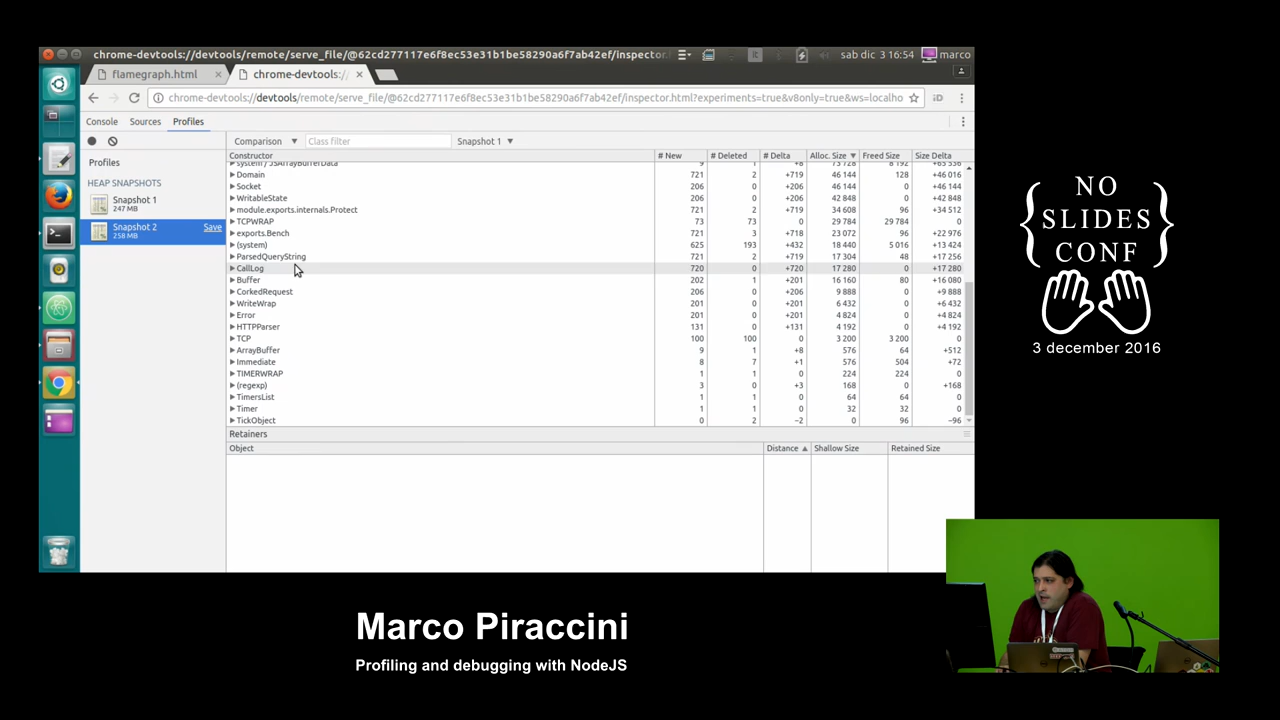 chrome-devtools://devtools/remote/serve_file/@62cd277117e6f8ec53e31b1be58290a6f7ab42ef/inspector. sab dic 3 16:54 marco
flamegraph.html × chrome-devtools:// ×
chrome-devtools://devtools/remote/serve_file/@62cd277117e6f8ec53e31b1be58290a6f7ab42ef/inspector.html?experiments=true&v8only=true&ws=localho iD
Console Sources Profiles
Comparison ▼ Class filter Snapshot 1 ▼
Profiles
HEAP SNAPSHOTS
Snapshot 1
247 MB
Snapshot 2 Save
258 MB
Constructor # New # Deleted # Delta Alloc. Size ▼ Freed Size Size Delta
system / JSArrayBufferData 9 1 +8 73 728 8 192 +65 536
Domain 721 2 +719 46 144 128 +46 016
Socket 206 0 +206 46 144 0 +46 144
WritableState 206 0 +206 42 848 0 +42 848
module.exports.internals.Protect 721 2 +719 34 608 96 +34 512
TCPWRAP 73 73 0 29 784 29 784 0
exports.Bench 721 3 +718 23 072 96 +22 976
(system) 625 193 +432 18 440 5 016 +13 424
ParsedQueryString 721 2 +719 17 304 48 +17 256
CallLog 720 0 +720 17 280 0 +17 280
Buffer 202 1 +201 16 160 80 +16 080
CorkedRequest 206 0 +206 9 888 0 +9 888
WriteWrap 201 0 +201 6 432 0 +6 432
Error 201 0 +201 4 824 0 +4 824
HTTPParser 131 0 +131 4 192 0 +4 192
TCP 100 100 0 3 200 3 200 0
ArrayBuffer 9 1 +8 576 64 +512
Immediate 8 7 +1 576 504 +72
TIMERWRAP 1 1 0 224 224 0
(regexp) 3 0 +3 168 0 +168
TimersList 1 1 0 64 64 0
Timer 1 1 0 32 32 0
TickObject 0 2 −2 0 96 −96
Retainers
Object Distance ▲ Shallow Size Retained Size
NO
SLIDES
CONF
3 december 2016
Marco Piraccini
Profiling and debugging with NodeJS